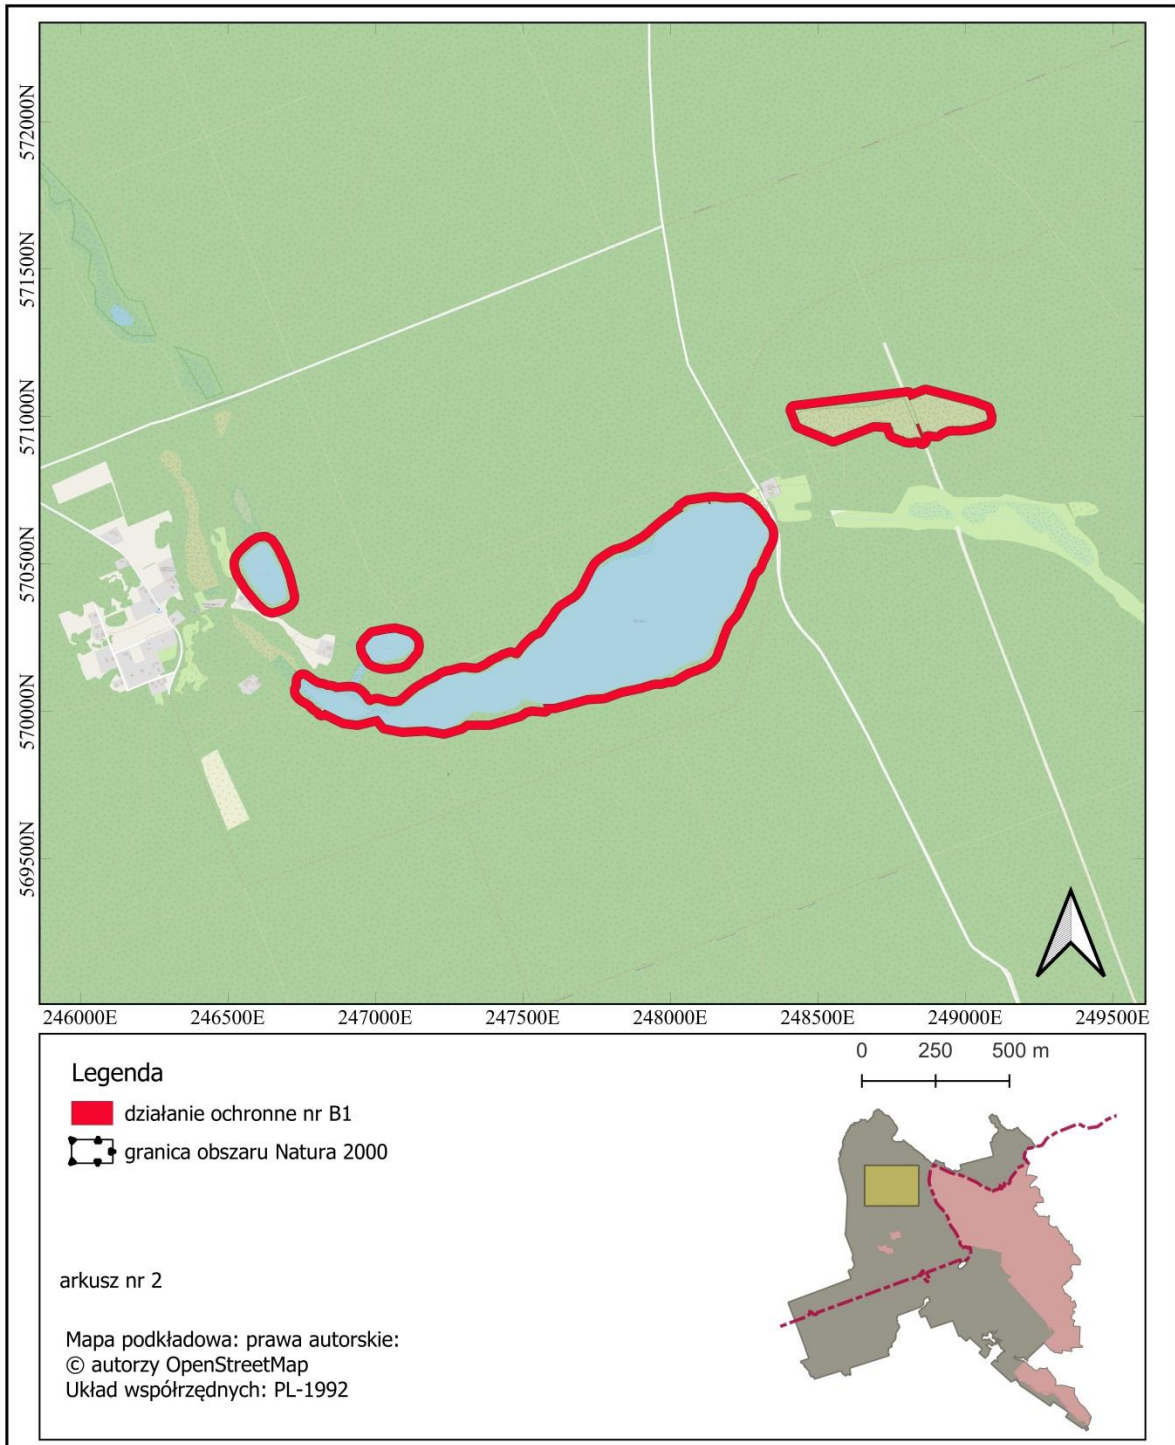 572000N
571500N
571000N
570500N
570000N
569500N
246000E 246500E 247000E 247500E 248000E 248500E 249000E 249500E
Legenda
działanie ochronne nr B1
granica obszaru Natura 2000
0 250 500 m
arkusz nr 2
Mapa podkładowa: prawa autorskie:
© autorzy OpenStreetMap
Układ współrzędnych: PL-1992